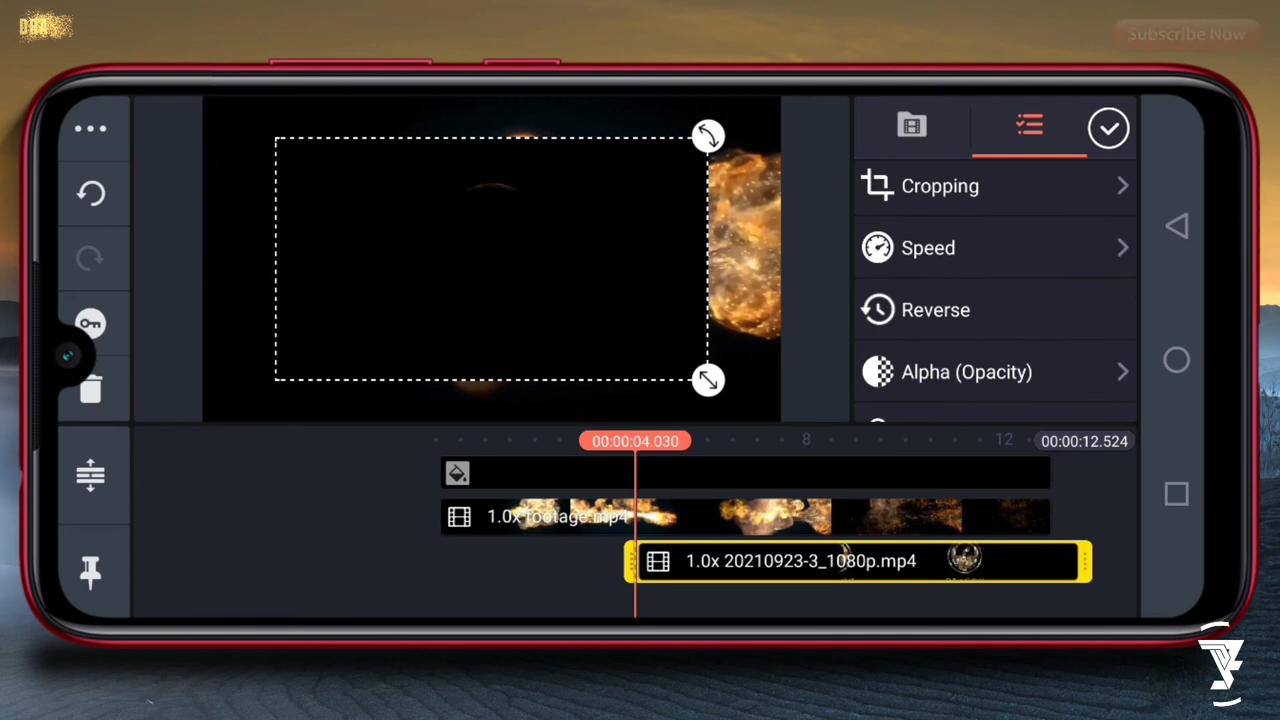 DRA
Subscribe Now
Cropping
Speed
Reverse
Alpha (Opacity)
00:00:04.030
8
12
00:00:12.524
1.0x footage.mp4
1.0x 20210923-3_1080p.mp4